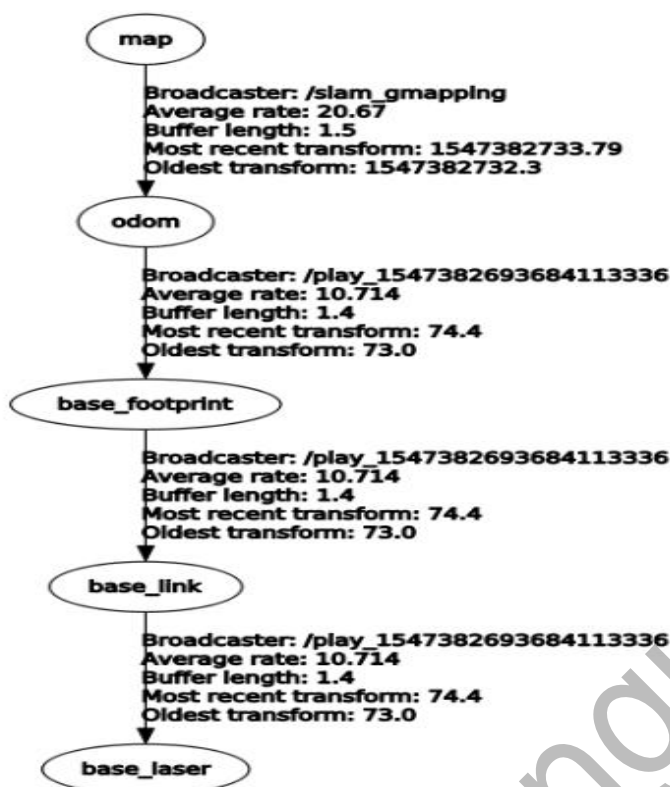 map
Broadcaster: /slam_gmapping
Average rate: 20.67
Buffer length: 1.5
Most recent transform: 1547382733.79
Oldest transform: 1547382732.3
odom
Broadcaster: /play_1547382693684113336
Average rate: 10.714
Buffer length: 1.4
Most recent transform: 74.4
Oldest transform: 73.0
base_footprint
Broadcaster: /play_1547382693684113336
Average rate: 10.714
Buffer length: 1.4
Most recent transform: 74.4
Oldest transform: 73.0
base_link
Broadcaster: /play_1547382693684113336
Average rate: 10.714
Buffer length: 1.4
Most recent transform: 74.4
Oldest transform: 73.0
base_laser